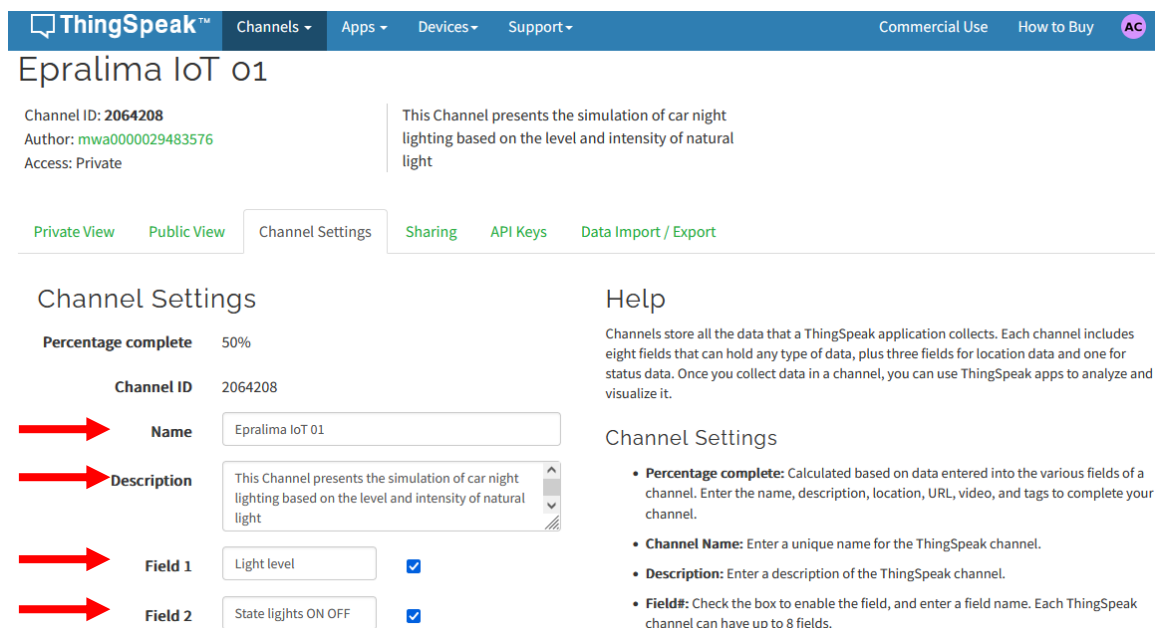 ThingSpeak™ Channels Apps Devices Support Commercial Use How to Buy AC
Epralima IoT 01
Channel ID: 2064208
Author: mwa0000029483576
Access: Private
This Channel presents the simulation of car night
lighting based on the level and intensity of natural
light
Private View Public View Channel Settings Sharing API Keys Data Import / Export
Channel Settings
Percentage complete 50%
Channel ID 2064208
Name Epralima IoT 01
Description This Channel presents the simulation of car night
lighting based on the level and intensity of natural
light
Field 1 Light level
Field 2 State ligjhts ON OFF
Help
Channels store all the data that a ThingSpeak application collects. Each channel includes
eight fields that can hold any type of data, plus three fields for location data and one for
status data. Once you collect data in a channel, you can use ThingSpeak apps to analyze and
visualize it.
Channel Settings
• Percentage complete: Calculated based on data entered into the various fields of a
channel. Enter the name, description, location, URL, video, and tags to complete your
channel.
• Channel Name: Enter a unique name for the ThingSpeak channel.
• Description: Enter a description of the ThingSpeak channel.
• Field#: Check the box to enable the field, and enter a field name. Each ThingSpeak
channel can have up to 8 fields.